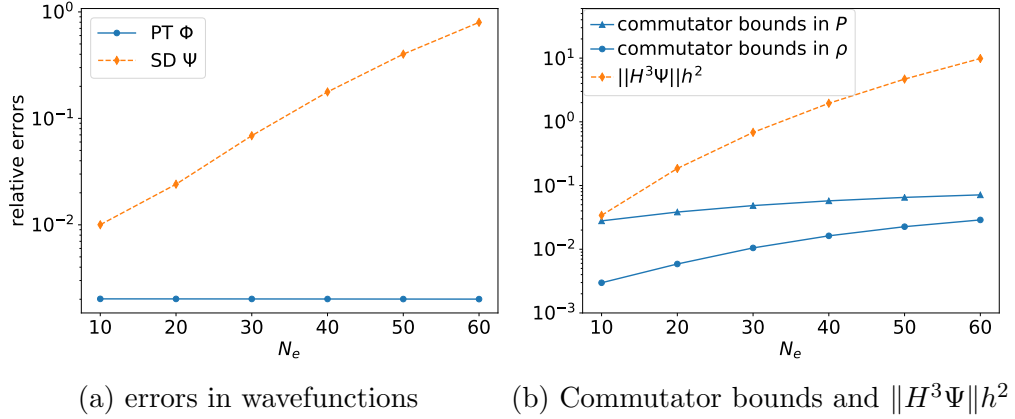 10⁰
10⁻¹
10⁻²
relative errors
PT Φ
SD Ψ
10 20 30 40 50 60
Nₑ
(a) errors in wavefunctions
10¹
10⁰
10⁻¹
10⁻²
10⁻³
commutator bounds in P
commutator bounds in ρ
||H³Ψ||h²
10 20 30 40 50 60
Nₑ
(b) Commutator bounds and ∥H³Ψ∥h²